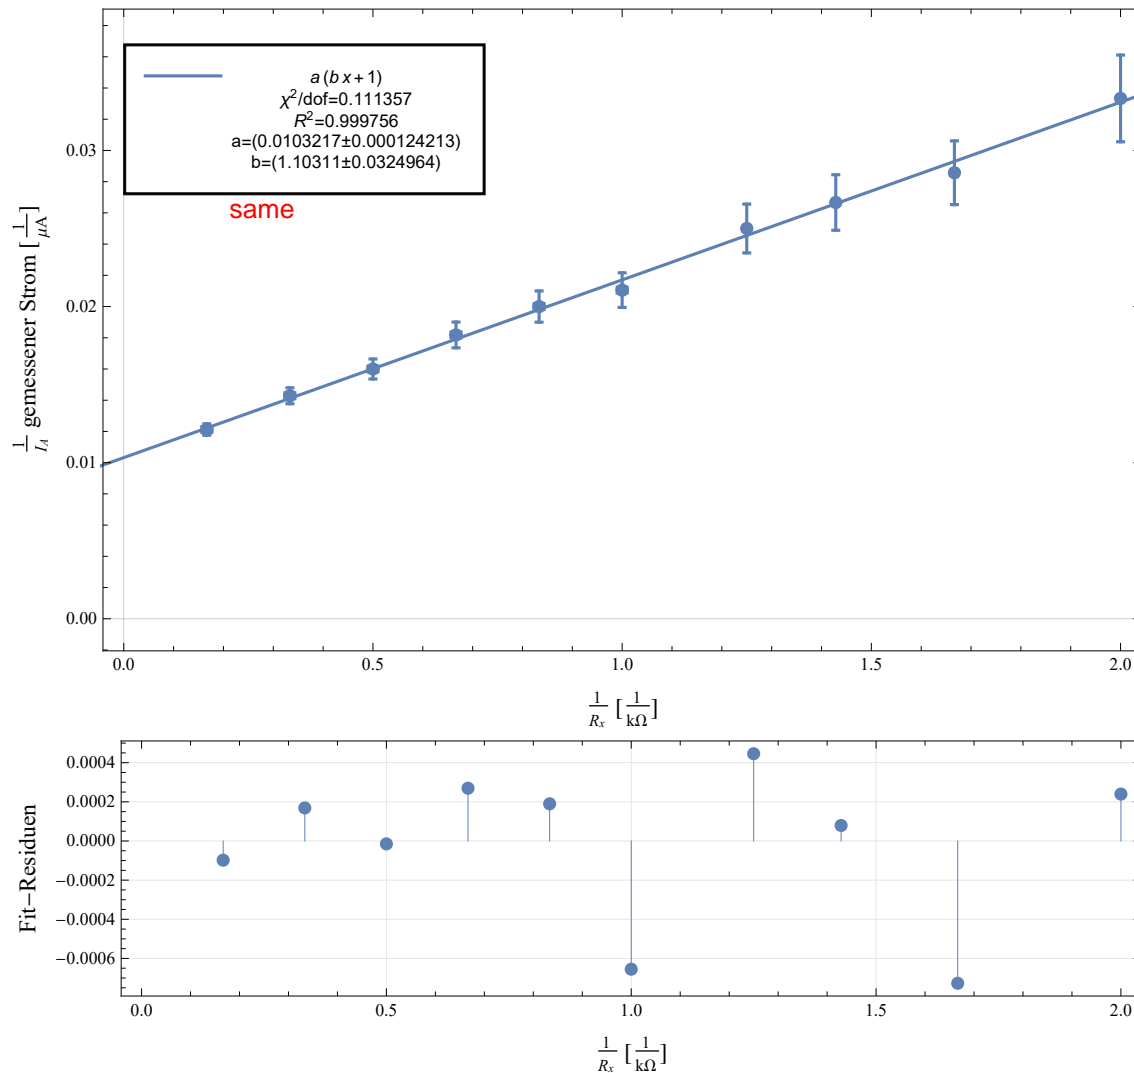 a (b x + 1)
χ²/dof=0.111357
R²=0.999756
a=(0.0103217±0.000124213)
b=(1.10311±0.0324964)
same
0.03
0.02
0.01
0.00
1/I_A gemessener Strom [1/μA]
0.0 0.5 1.0 1.5 2.0
1/Rₓ [1/kΩ]
0.0004
0.0002
0.0000
−0.0002
−0.0004
−0.0006
Fit−Residuen
0.0 0.5 1.0 1.5 2.0
1/Rₓ [1/kΩ]